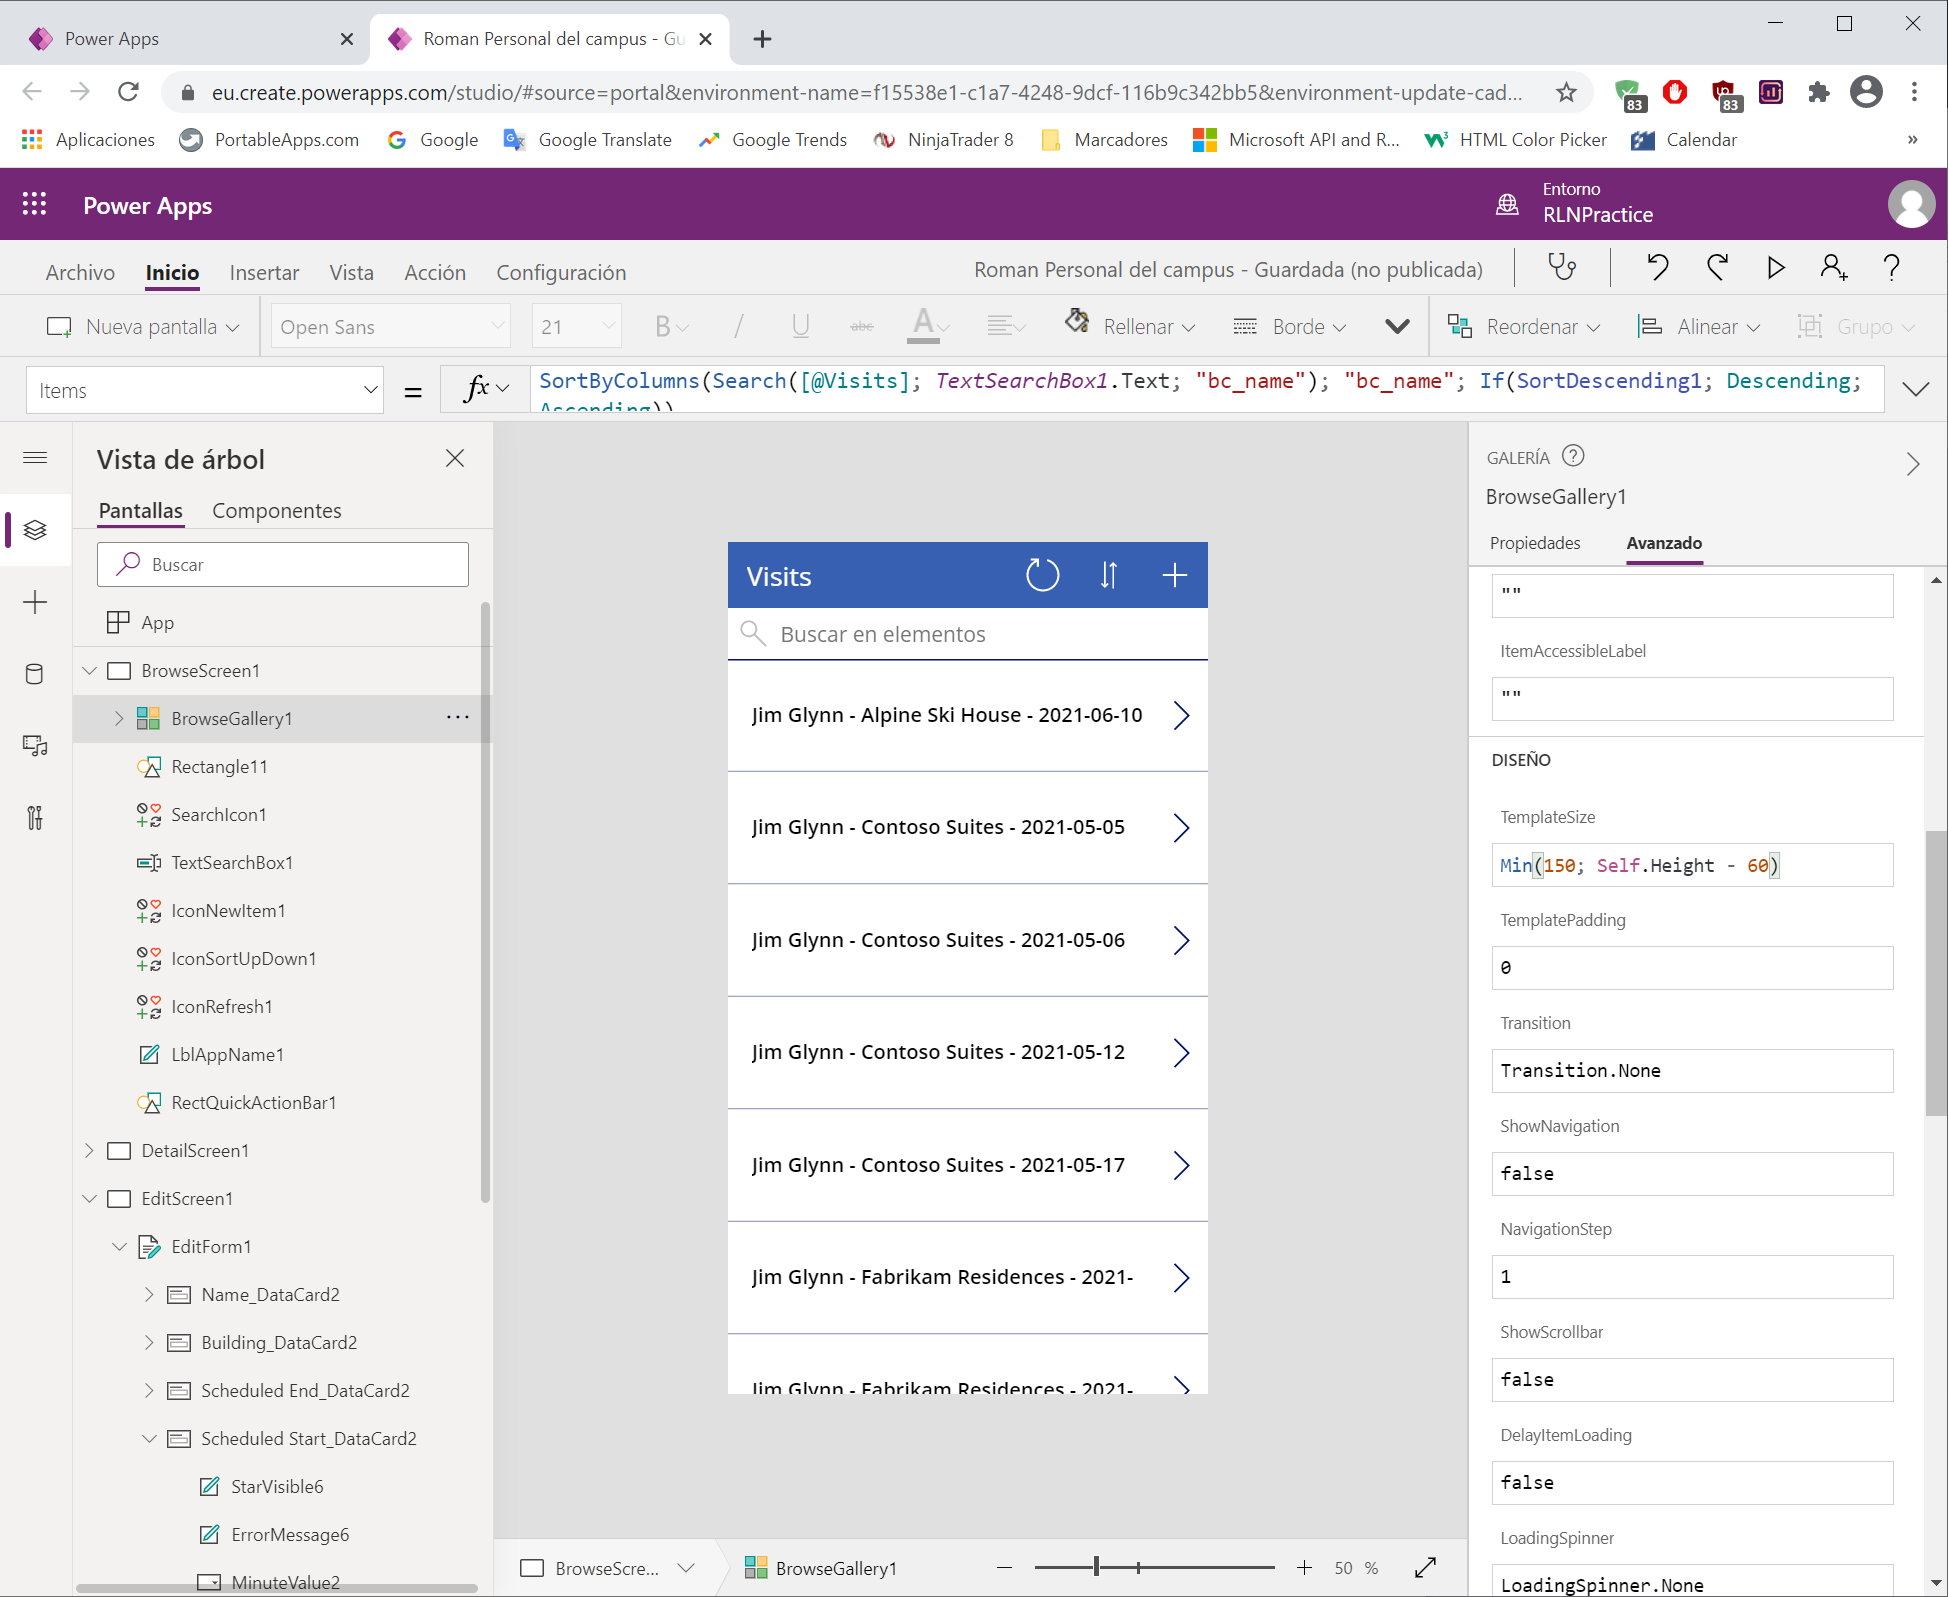 Power Apps
Roman Personal del campus - Gu
eu.create.powerapps.com/studio/#source=portal&environment-name=f15538e1-c1a7-4248-9dcf-116b9c342bb5&environment-update-cad...
83
83
Aplicaciones
PortableApps.com
Google
Google Translate
Google Trends
NinjaTrader 8
Marcadores
Microsoft API and R...
HTML Color Picker
Calendar
»
Power Apps
Entorno
RLNPractice
Archivo
Inicio
Insertar
Vista
Acción
Configuración
Roman Personal del campus - Guardada (no publicada)
Nueva pantalla
Open Sans
21
B
/
U
abc
A
Rellenar
Borde
Reordenar
Alinear
Grupo
Items
=
fx
SortByColumns(Search([@Visits]; TextSearchBox1.Text; "bc_name"); "bc_name"; If(SortDescending1; Descending;
Ascending))
Vista de árbol
Pantallas
Componentes
Buscar
App
BrowseScreen1
BrowseGallery1
...
Rectangle11
SearchIcon1
TextSearchBox1
IconNewItem1
IconSortUpDown1
IconRefresh1
LblAppName1
RectQuickActionBar1
DetailScreen1
EditScreen1
EditForm1
Name_DataCard2
Building_DataCard2
Scheduled End_DataCard2
Scheduled Start_DataCard2
StarVisible6
ErrorMessage6
MinuteValue2
Visits
Buscar en elementos
Jim Glynn - Alpine Ski House - 2021-06-10
Jim Glynn - Contoso Suites - 2021-05-05
Jim Glynn - Contoso Suites - 2021-05-06
Jim Glynn - Contoso Suites - 2021-05-12
Jim Glynn - Contoso Suites - 2021-05-17
Jim Glynn - Fabrikam Residences - 2021-
Jim Glynn - Fabrikam Residences - 2021-
BrowseScre...
BrowseGallery1
50 %
GALERÍA
BrowseGallery1
Propiedades
Avanzado
""
ItemAccessibleLabel
""
DISEÑO
TemplateSize
Min(150; Self.Height - 60)
TemplatePadding
0
Transition
Transition.None
ShowNavigation
false
NavigationStep
1
ShowScrollbar
false
DelayItemLoading
false
LoadingSpinner
LoadingSpinner.None